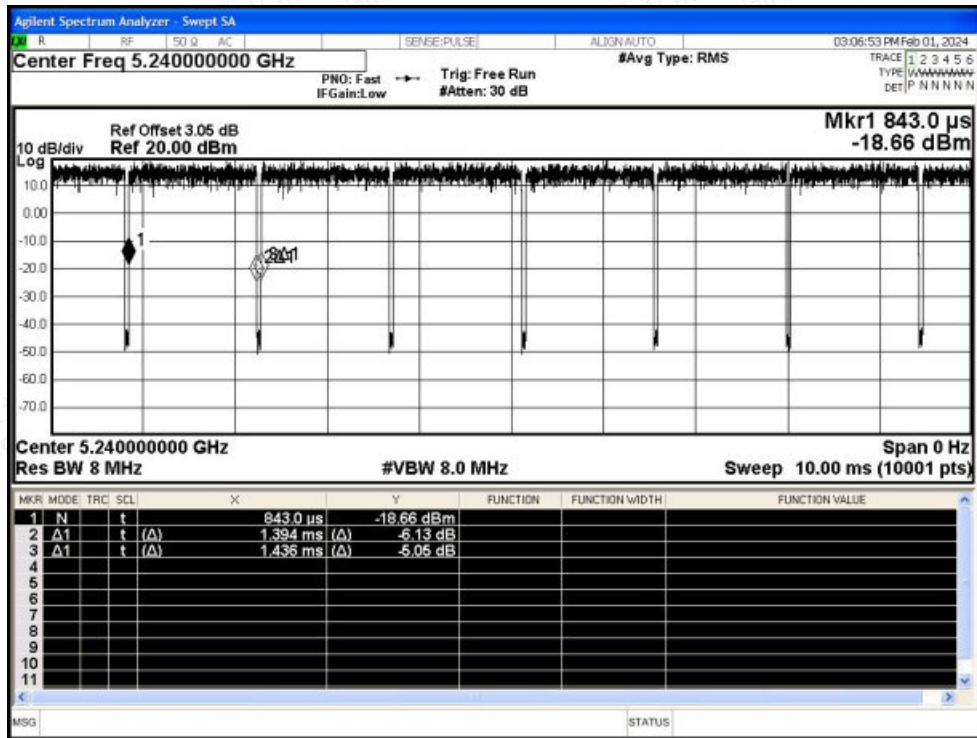 Agilent Spectrum Analyzer - Swept SA
R RF 50 Ω AC SENSE:PULSE ALIGN AUTO 03:06:53 PM Feb 01, 2024
Center Freq 5.240000000 GHz #Avg Type: RMS TRACE 1 2 3 4 5 6
PNO: Fast Trig: Free Run TYPE
IFGain:Low #Atten: 30 dB DET P N N N N N
Mkr1 843.0 µs
Ref Offset 3.05 dB
10 dB/div Ref 20.00 dBm -18.66 dBm
Log
10.0
0.00
-10.0
1
-20.0
-30.0
-40.0
-50.0
-60.0
-70.0
Center 5.240000000 GHz Span 0 Hz
Res BW 8 MHz #VBW 8.0 MHz Sweep 10.00 ms (10001 pts)
MKR MODE TRC SCL X Y FUNCTION FUNCTION WIDTH FUNCTION VALUE
1 N t 843.0 µs -18.66 dBm
2 Δ1 t (Δ) 1.394 ms (Δ) -6.13 dB
3 Δ1 t (Δ) 1.436 ms (Δ) -5.05 dB
4
5
6
7
8
9
10
11
MSG STATUS